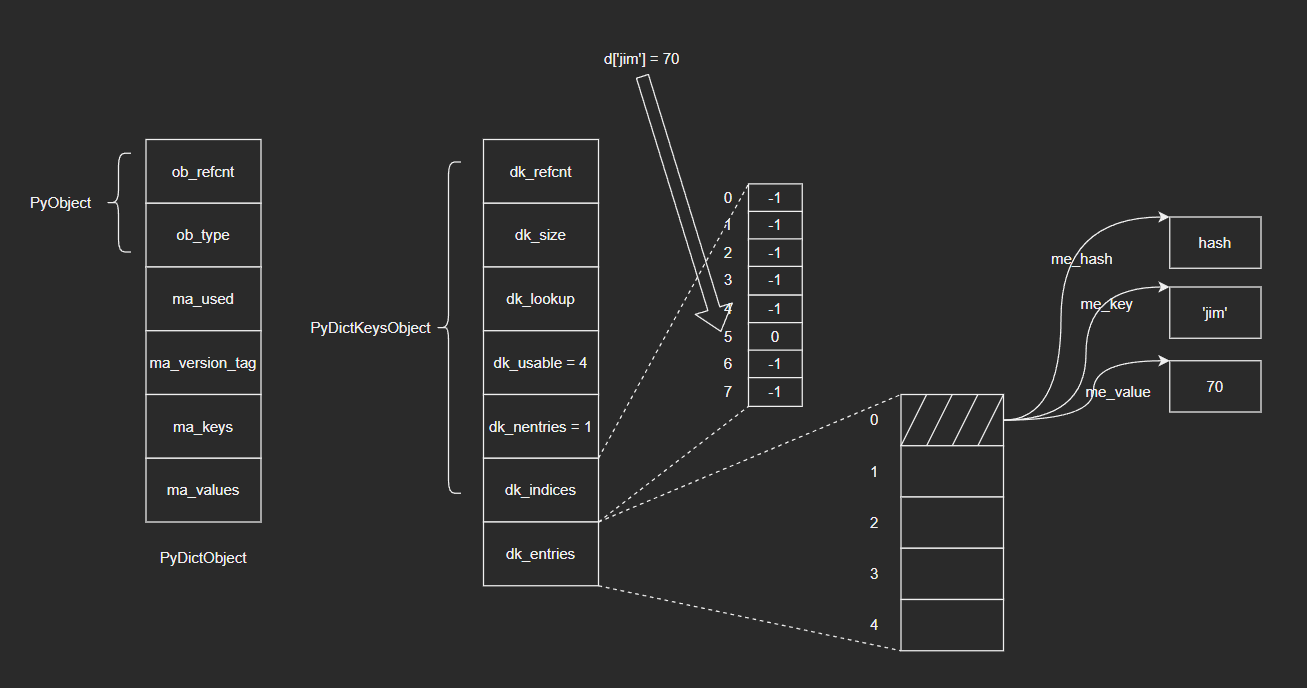 d['jim'] = 70
PyObject
ob_refcnt
ob_type
ma_used
ma_version_tag
ma_keys
ma_values
PyDictObject
PyDictKeysObject
dk_refcnt
dk_size
dk_lookup
dk_usable = 4
dk_nentries = 1
dk_indices
dk_entries
0 -1
1 -1
2 -1
3 -1
4 -1
5 0
6 -1
7 -1
0
1
2
3
4
me_hash
hash
me_key
'jim'
me_value
70